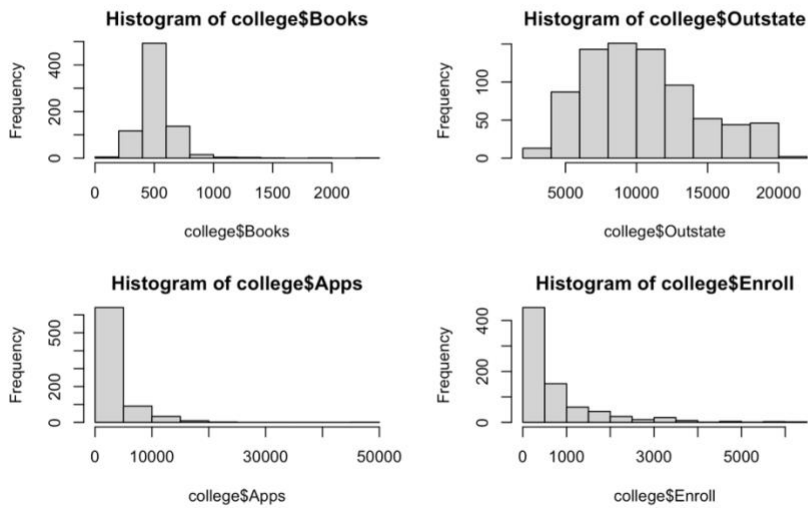 Histogram of college$Books
Frequency
0 200 400
0 500 1000 1500 2000
college$Books
Histogram of college$Outstate
Frequency
0 50 100
5000 10000 15000 20000
college$Outstate
Histogram of college$Apps
Frequency
0 200 500
0 10000 30000 50000
college$Apps
Histogram of college$Enroll
Frequency
0 200 400
0 1000 3000 5000
college$Enroll